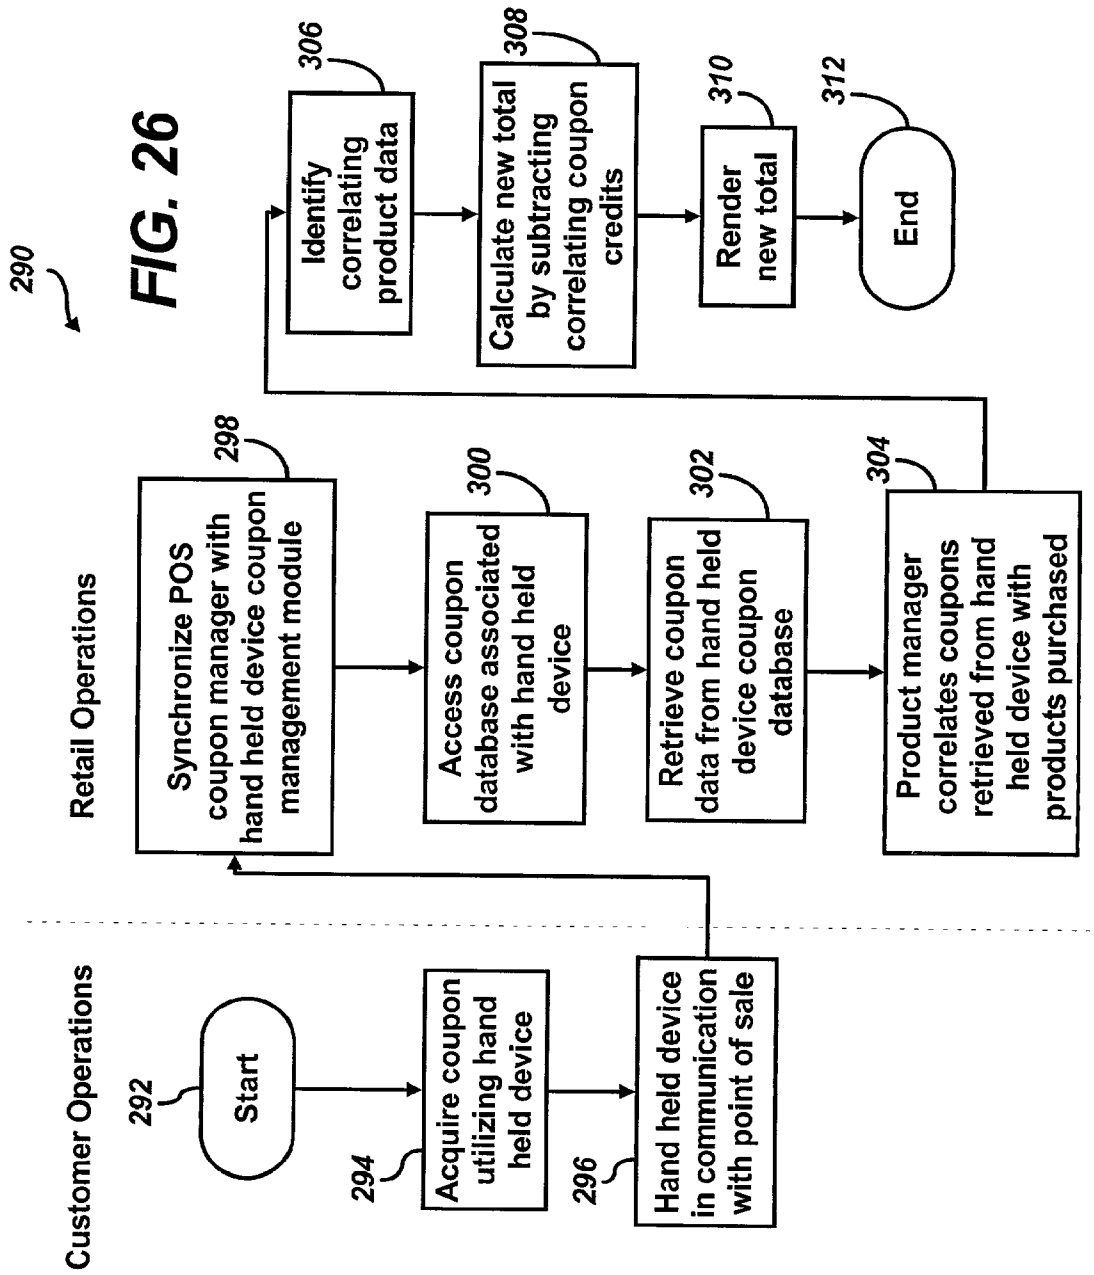 290
FIG. 26
Customer Operations
292
Start
294
Acquire coupon
utilizing hand
held device
296
Hand held device
in communication
with point of sale
Retail Operations
298
Synchronize POS
coupon manager with
hand held device coupon
management module
300
Access coupon
database associated
with hand held
device
302
Retrieve coupon
data from hand held
device coupon
database
304
Product manager
correlates coupons
retrieved from hand
held device with
products purchased
306
Identify
correlating
product data
308
Calculate new total
by subtracting
correlating coupon
credits
310
Render
new total
312
End